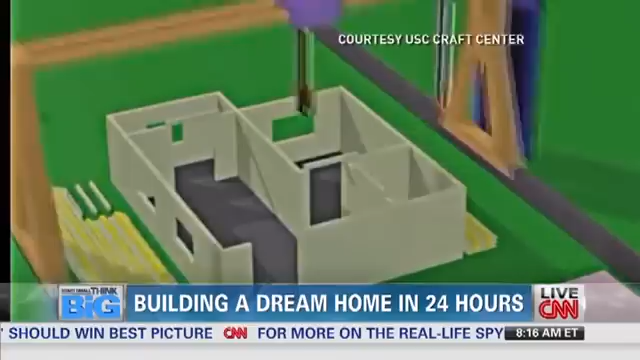 COURTESY USC CRAFT CENTER
THINK
BIG
BUILDING A DREAM HOME IN 24 HOURS
LIVE
CNN
' SHOULD WIN BEST PICTURE CNN FOR MORE ON THE REAL-LIFE SPY
8:16 AM ET